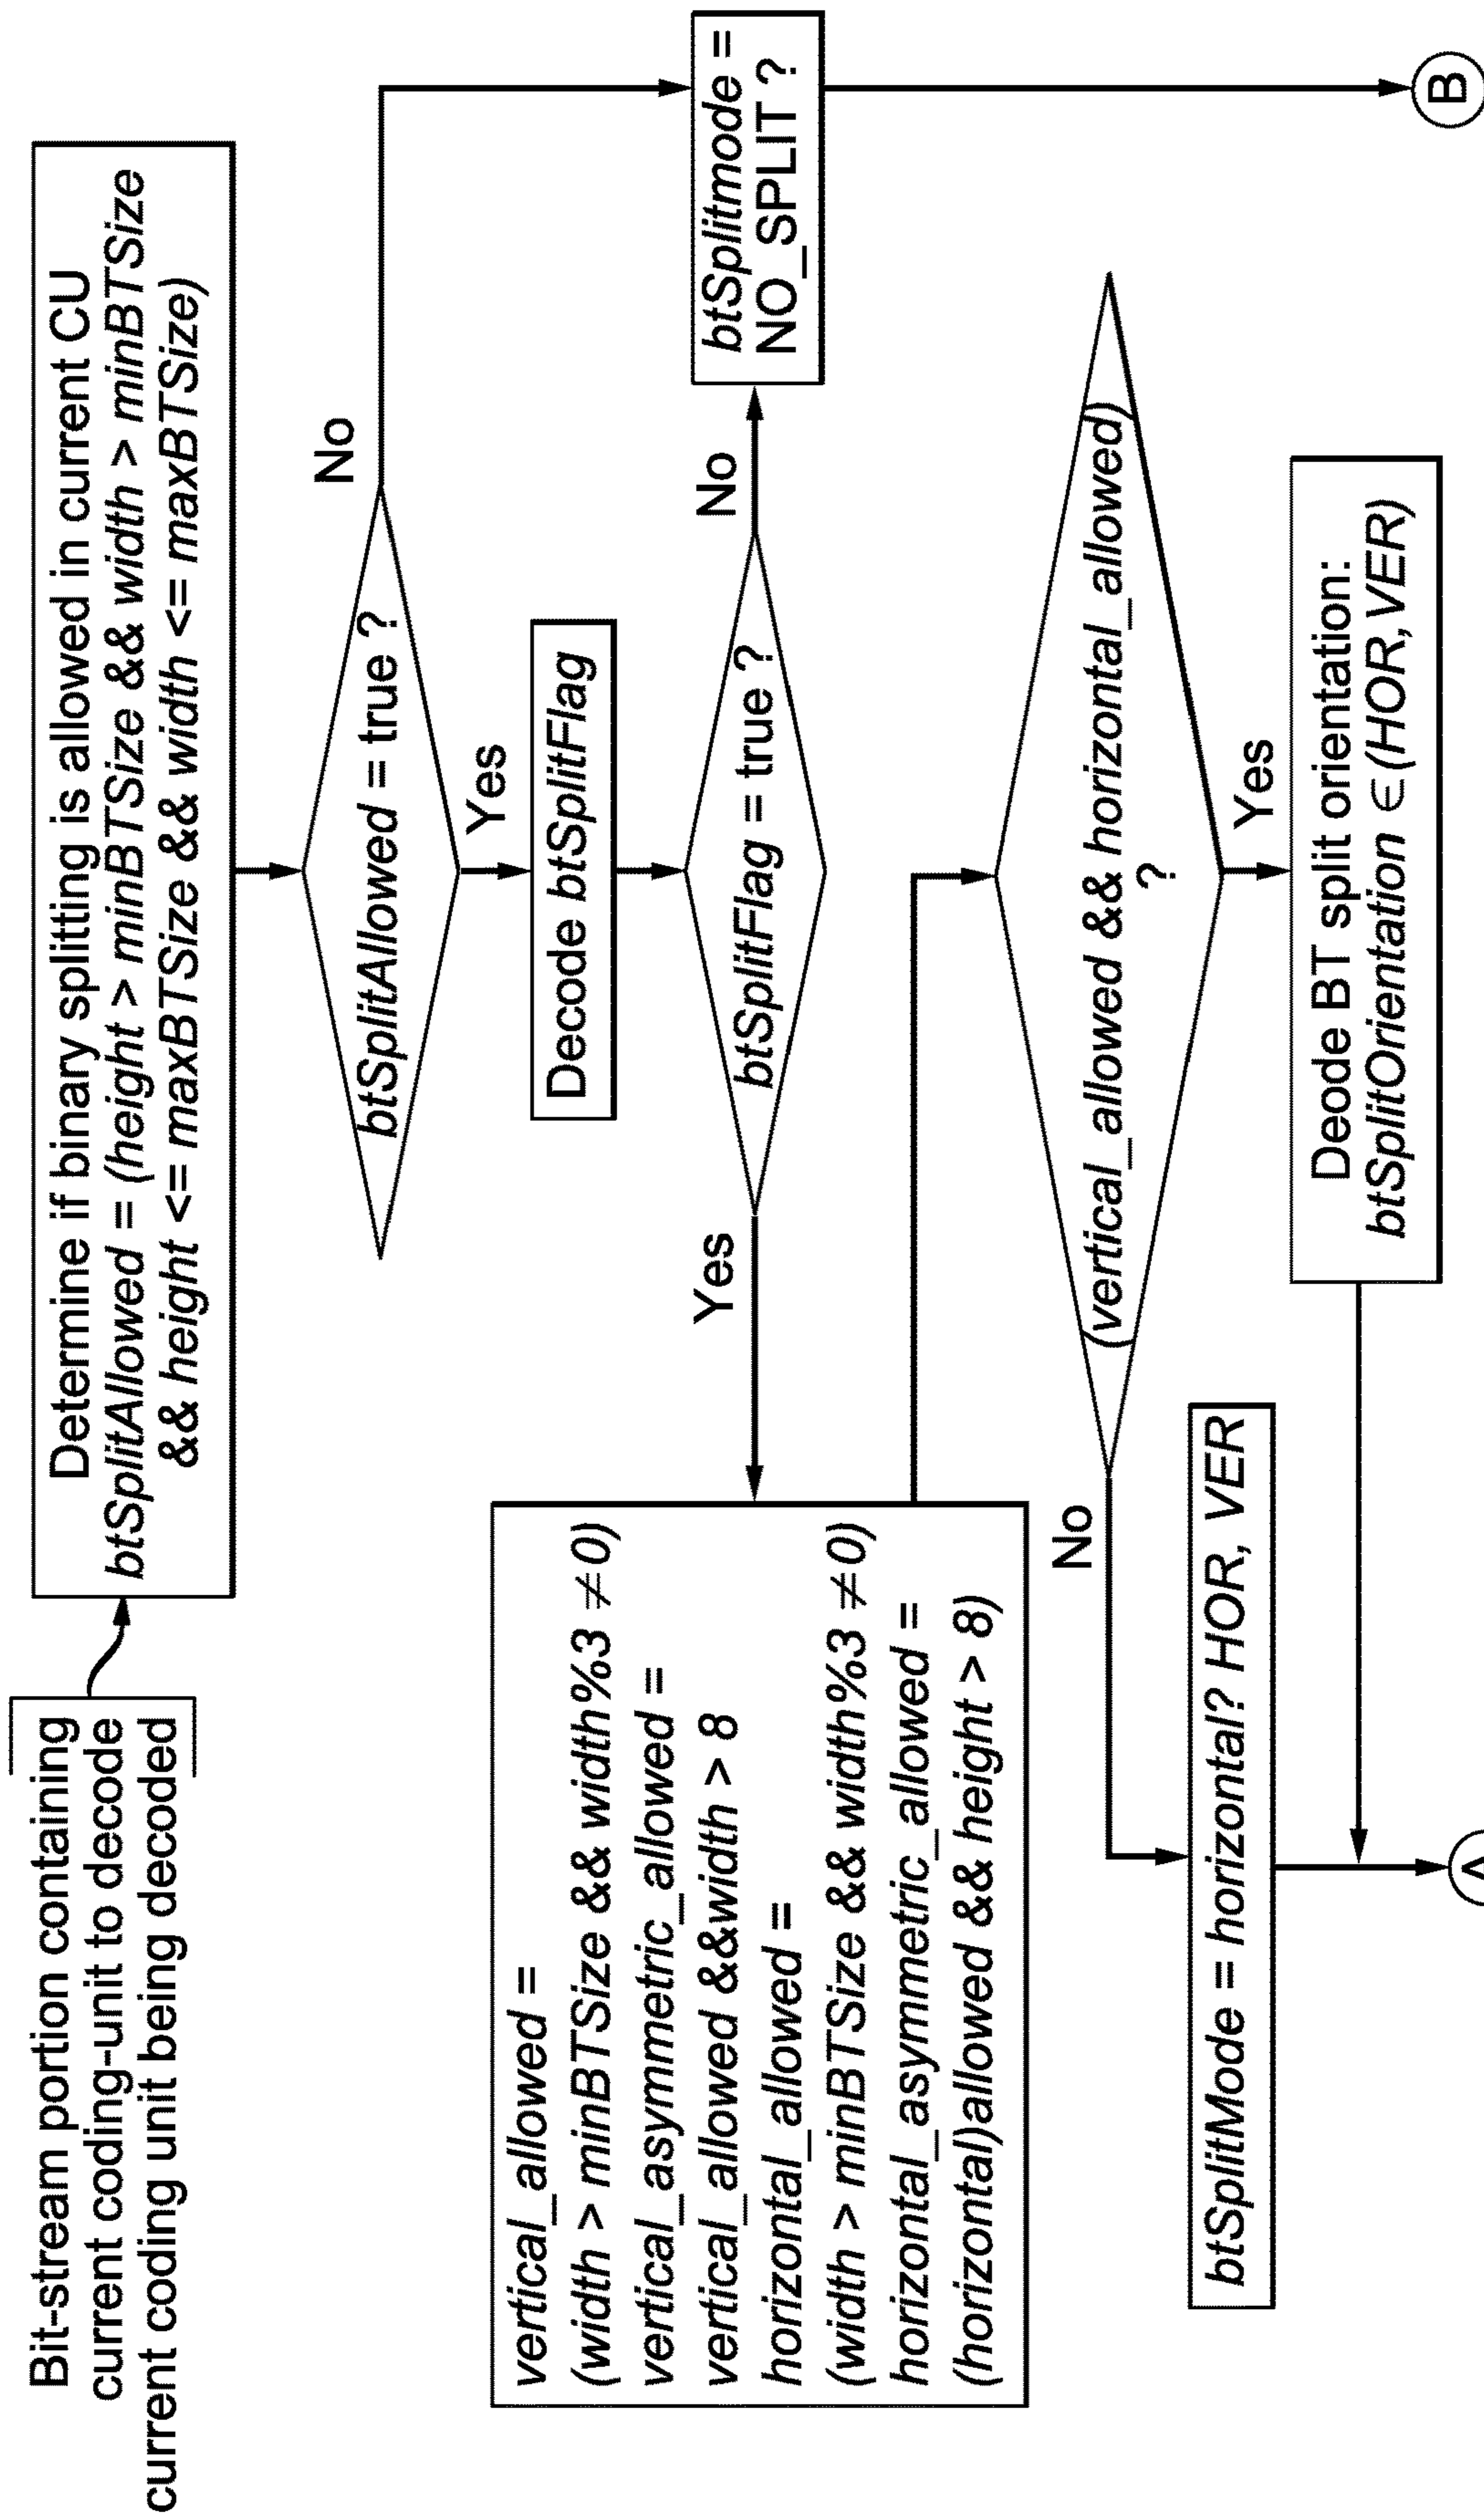 Bit-stream portion containing
current coding-unit to decode
current coding unit being decoded
Determine if binary splitting is allowed in current CU
btSplitAllowed = (height > minBTSize && width > minBTSize
&& height <= maxBTSize && width <= maxBTSize)
btSplitAllowed = true ?
No
Yes
Decode btSplitFlag
btSplitFlag = true ?
Yes
No
btSplitmode =
NO_SPLIT ?
vertical_allowed =
(width > minBTSize && width%3 ≠ 0)
vertical_asymmetric_allowed =
vertical_allowed &&width > 8
horizontal_allowed =
(width > minBTSize && width%3 ≠ 0)
horizontal_asymmetric_allowed =
(horizontal)allowed && height > 8)
(vertical_allowed && horizontal_allowed)
?
No
Yes
btSplitMode = horizontal? HOR, VER
Deode BT split orientation:
btSplitOrientation ∈ (HOR,VER)
A
B